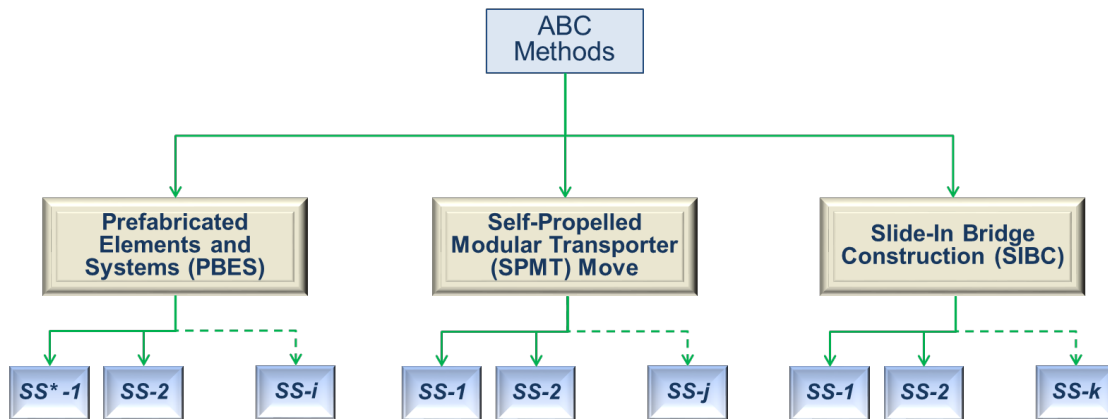 ABC
Methods
Prefabricated
Elements and
Systems (PBES)
Self-Propelled
Modular Transporter
(SPMT) Move
Slide-In Bridge
Construction (SIBC)
SS* -1
SS-2
SS-i
SS-1
SS-2
SS-j
SS-1
SS-2
SS-k